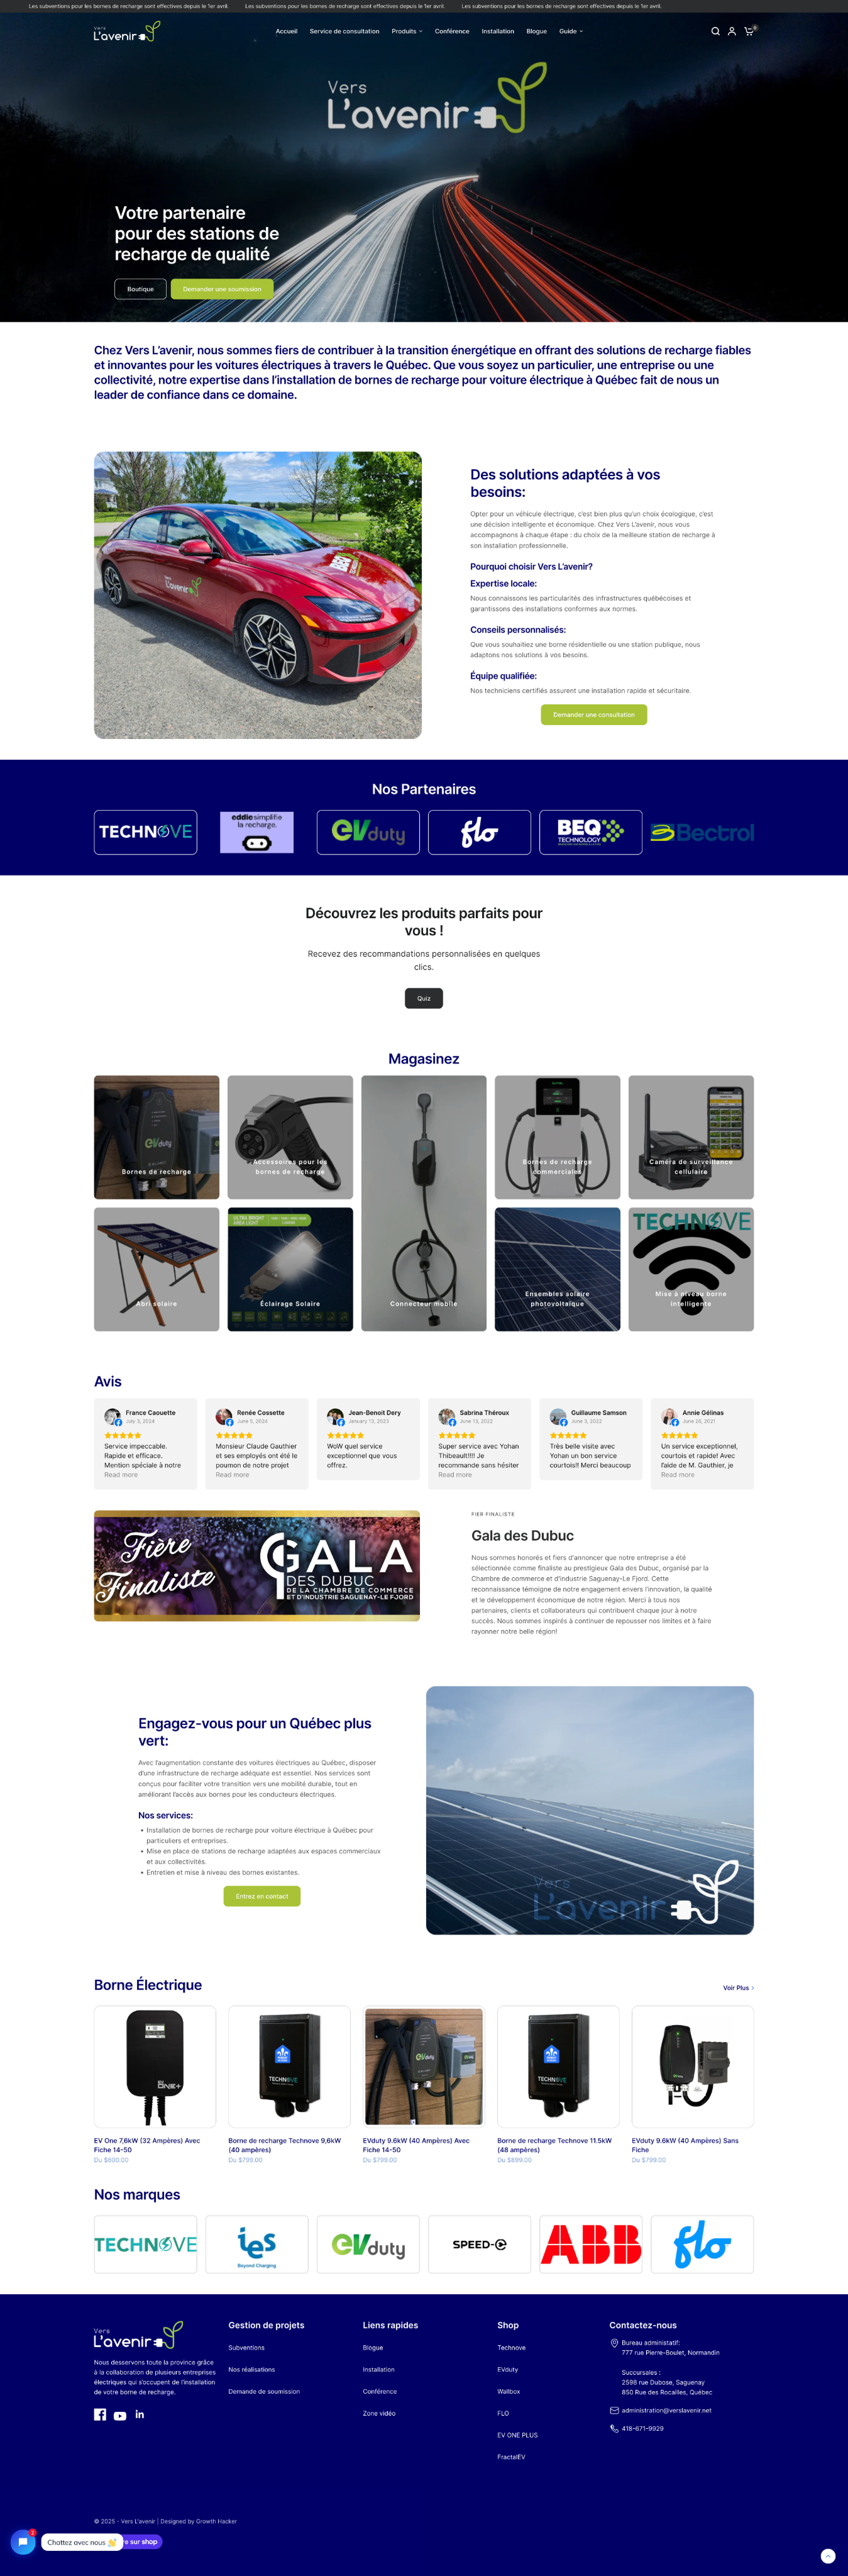 Les subventions pour les bornes de recharge sont effectives depuis le 1er avril. Les subventions pour les bornes de recharge sont effectives depuis le 1er avril. Les subventions pour les bornes de recharge sont effectives depuis le 1er avril.
Vers
L'avenir
Accueil Service de consultation Produits Conférence Installation Blogue Guide
0
Vers
L'avenir
Votre partenaire
pour des stations de
recharge de qualité
Boutique Demander une soumission
Chez Vers L'avenir, nous sommes fiers de contribuer à la transition énergétique en offrant des solutions de recharge fiables
et innovantes pour les voitures électriques à travers le Québec. Que vous soyez un particulier, une entreprise ou une
collectivité, notre expertise dans l'installation de bornes de recharge pour voiture électrique à Québec fait de nous un
leader de confiance dans ce domaine.
Vers
L'avenir
Des solutions adaptées à vos
besoins:
Opter pour un véhicule électrique, c'est bien plus qu'un choix écologique, c'est
une décision intelligente et économique. Chez Vers L'avenir, nous vous
accompagnons à chaque étape : du choix de la meilleure station de recharge à
son installation professionnelle.
Pourquoi choisir Vers L'avenir?
Expertise locale:
Nous connaissons les particularités des infrastructures québécoises et
garantissons des installations conformes aux normes.
Conseils personnalisés:
Que vous souhaitiez une borne résidentielle ou une station publique, nous
adaptons nos solutions à vos besoins.
Équipe qualifiée:
Nos techniciens certifiés assurent une installation rapide et sécuritaire.
Demander une consultation
Nos Partenaires
TECHNOVE
eddie simplifie
la recharge.
EVduty
flo
BEQ
TECHNOLOGY
Bectrol
Découvrez les produits parfaits pour
vous !
Recevez des recommandations personnalisées en quelques
clics.
Quiz
Magasinez
EVduty
Bornes de recharge
Accessoires pour les
bornes de recharge
Connecteur mobile
Bornes de recharge
commerciales
Caméra de surveillance
cellulaire
Abri solaire
ULTRA BRIGHT
AREA LIGHT
Éclairage Solaire
Ensembles solaire
photovoltaïque
TECHNOVE
Mise à niveau borne
intelligente
Avis
France Caouette
July 3, 2024
Service impeccable.
Rapide et efficace.
Mention spéciale à notre
Read more
Renée Cossette
June 5, 2024
Monsieur Claude Gauthier
et ses employés ont été le
poumon de notre projet
Read more
Jean-Benoit Dery
January 13, 2023
WoW quel service
exceptionnel que vous
offrez.
Sabrina Théroux
June 13, 2022
Super service avec Yohan
Thibeault!!!! Je
recommande sans hésiter
Read more
Guillaume Samson
June 3, 2022
Très belle visite avec
Yohan un bon service
courtois!! Merci beaucoup
Annie Gélinas
June 26, 2021
Un service exceptionnel,
courtois et rapide! Avec
l'aide de M. Gauthier, je
Read more
Fière
Finaliste
GALA
DES DUBUC
DE LA CHAMBRE DE COMMERCE
ET D'INDUSTRIE SAGUENAY-LE FJORD
FIER FINALISTE
Gala des Dubuc
Nous sommes honorés et fiers d'annoncer que notre entreprise a été
sélectionnée comme finaliste au prestigieux Gala des Dubuc, organisé par la
Chambre de commerce et d'industrie Saguenay-Le Fjord. Cette
reconnaissance témoigne de notre engagement envers l'innovation, la qualité
et le développement économique de notre région. Merci à tous nos
partenaires, clients et collaborateurs qui contribuent chaque jour à notre
succès. Nous sommes inspirés à continuer de repousser nos limites et à faire
rayonner notre belle région!
Engagez-vous pour un Québec plus
vert:
Avec l'augmentation constante des voitures électriques au Québec, disposer
d'une infrastructure de recharge adéquate est essentiel. Nos services sont
conçus pour faciliter votre transition vers une mobilité durable, tout en
améliorant l'accès aux bornes pour les conducteurs électriques.
Nos services:
• Installation de bornes de recharge pour voiture électrique à Québec pour
particuliers et entreprises.
• Mise en place de stations de recharge adaptées aux espaces commerciaux
et aux collectivités.
• Entretien et mise à niveau des bornes existantes.
Entrez en contact
Vers
L'avenir
Borne Électrique
Voir Plus
EV
ONE+
EV One 7,6kW (32 Ampères) Avec
Fiche 14-50
Du $600.00
TECHNOVE
Borne de recharge Technove 9,6kW
(40 ampères)
Du $799.00
EVduty
EVduty 9.6kW (40 Ampères) Avec
Fiche 14-50
Du $799.00
TECHNOVE
Borne de recharge Technove 11.5kW
(48 ampères)
Du $899.00
EVduty 9.6kW (40 Ampères) Sans
Fiche
Du $799.00
Nos marques
TECHNOVE
ies
Beyond Charging
EVduty
SPEED-E
ABB
flo
Vers
L'avenir
Nous desservons toute la province grâce
à la collaboration de plusieurs entreprises
électriques qui s'occupent de l'installation
de votre borne de recharge.
Gestion de projets
Subventions
Nos réalisations
Demande de soumission
Liens rapides
Blogue
Installation
Conférence
Zone vidéo
Shop
Technove
EVduty
Wallbox
FLO
EV ONE PLUS
FractalEV
Contactez-nous
Bureau administatif:
777 rue Pierre-Boulet, Normandin
Succursales :
2598 rue Dubose, Saguenay
850 Rue des Rocailles, Québec
administration@verslavenir.net
418-671-9929
© 2025 - Vers L'avenir | Designed by Growth Hacker
2
Chattez avec nous
re sur shop